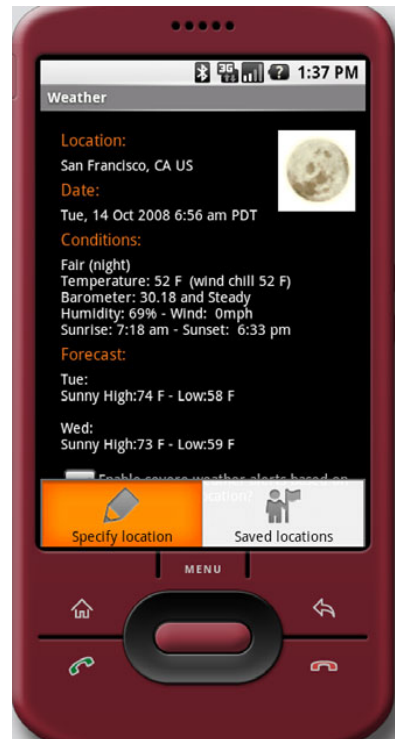 3G
1:37 PM
Weather
Location:
San Francisco, CA US
Date:
Tue, 14 Oct 2008 6:56 am PDT
Conditions:
Fair (night)
Temperature: 52 F (wind chill 52 F)
Barometer: 30.18 and Steady
Humidity: 69% - Wind: 0mph
Sunrise: 7:18 am - Sunset: 6:33 pm
Forecast:
Tue:
Sunny High:74 F - Low:58 F
Wed:
Sunny High:73 F - Low:59 F
Enable severe weather alerts based on
location?
Specify location
Saved locations
MENU